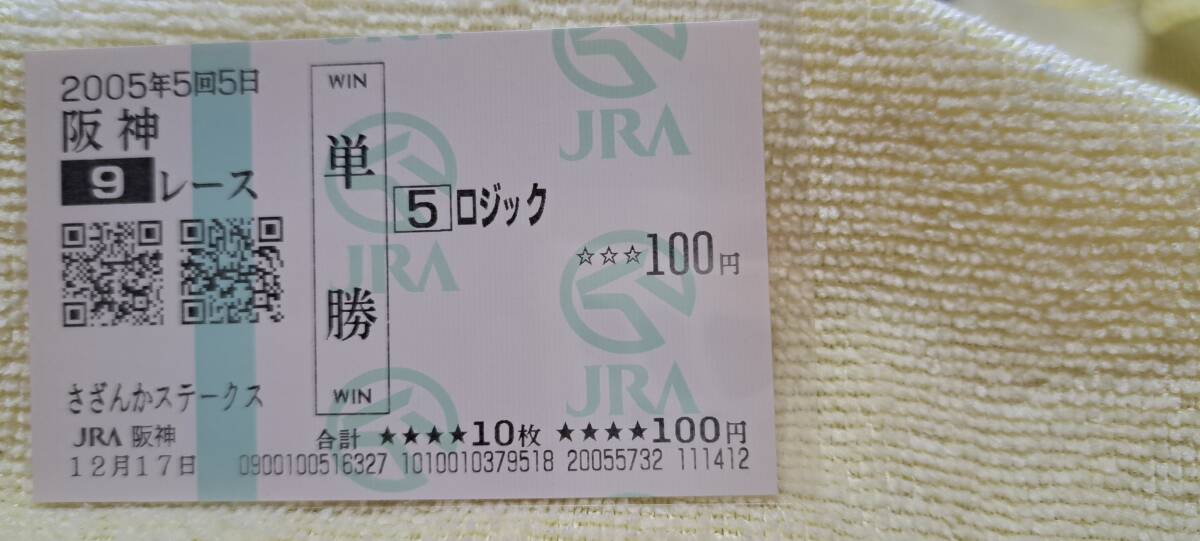 2005年5回5日
阪神
9レース
さざんかステークス
JRA 阪神
12月17日
WIN
単
勝
WIN
5 ロジック
☆☆☆100円
合計 ★★★★10枚 ★★★★100円
0900100516327 1010010379518 20055732 111412
JRA
JRA
JRA